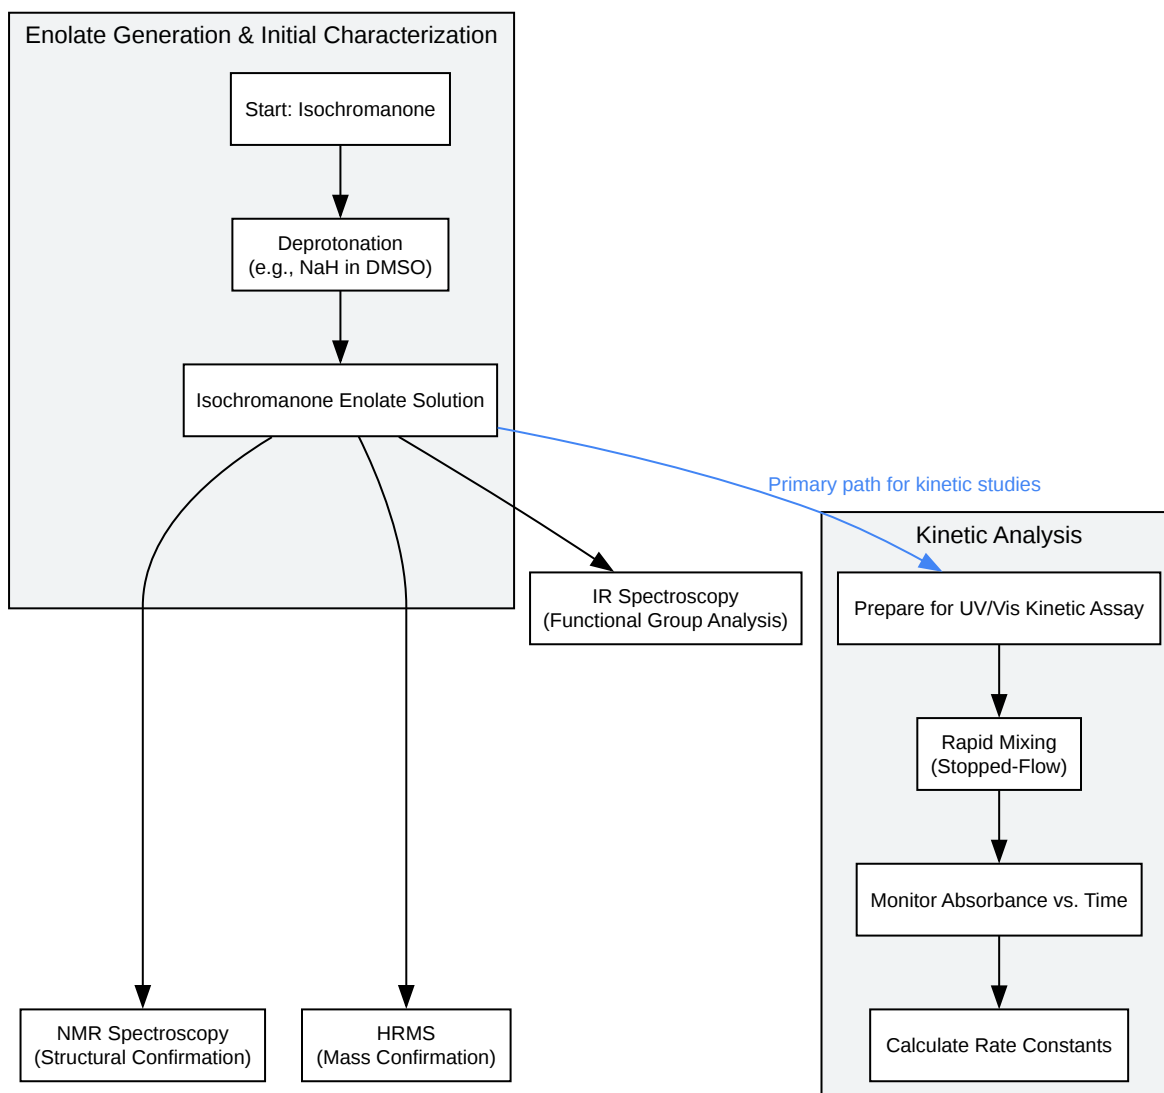 Enolate Generation & Initial Characterization
Start: Isochromanone
Deprotonation
(e.g., NaH in DMSO)
Isochromanone Enolate Solution
Primary path for kinetic studies
Kinetic Analysis
IR Spectroscopy
(Functional Group Analysis)
Prepare for UV/Vis Kinetic Assay
Rapid Mixing
(Stopped-Flow)
Monitor Absorbance vs. Time
NMR Spectroscopy
(Structural Confirmation)
HRMS
(Mass Confirmation)
Calculate Rate Constants